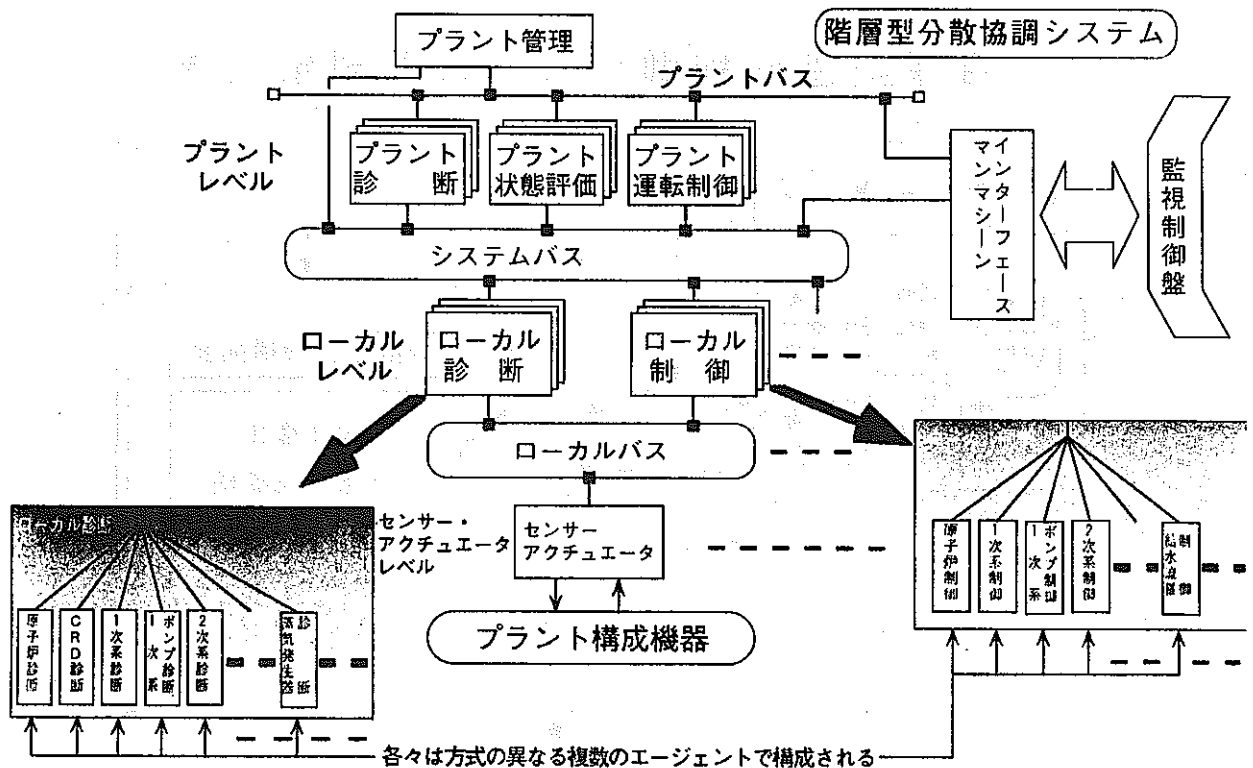 プラント管理
階層型分散協調システム
プラントバス
プラント
レベル
プラント
診 断
プラント
状態評価
プラント
運転制御
マンマシーン
インターフェース
監視制御盤
システムバス
ローカル
レベル
ローカル
診 断
ローカル
制 御
ローカルバス
センサー・
アクチュエータ
レベル
センサー
アクチュエータ
プラント構成機器
ローカル診断
原子炉診断
CRD診断
1次系診断
1次系
ポンプ診断
2次系診断
蒸気発生器
診断
原子炉制御
1次系制御
1次系
ポンプ制御
2次系制御
給水流量
制御
各々は方式の異なる複数のエージェントで構成される